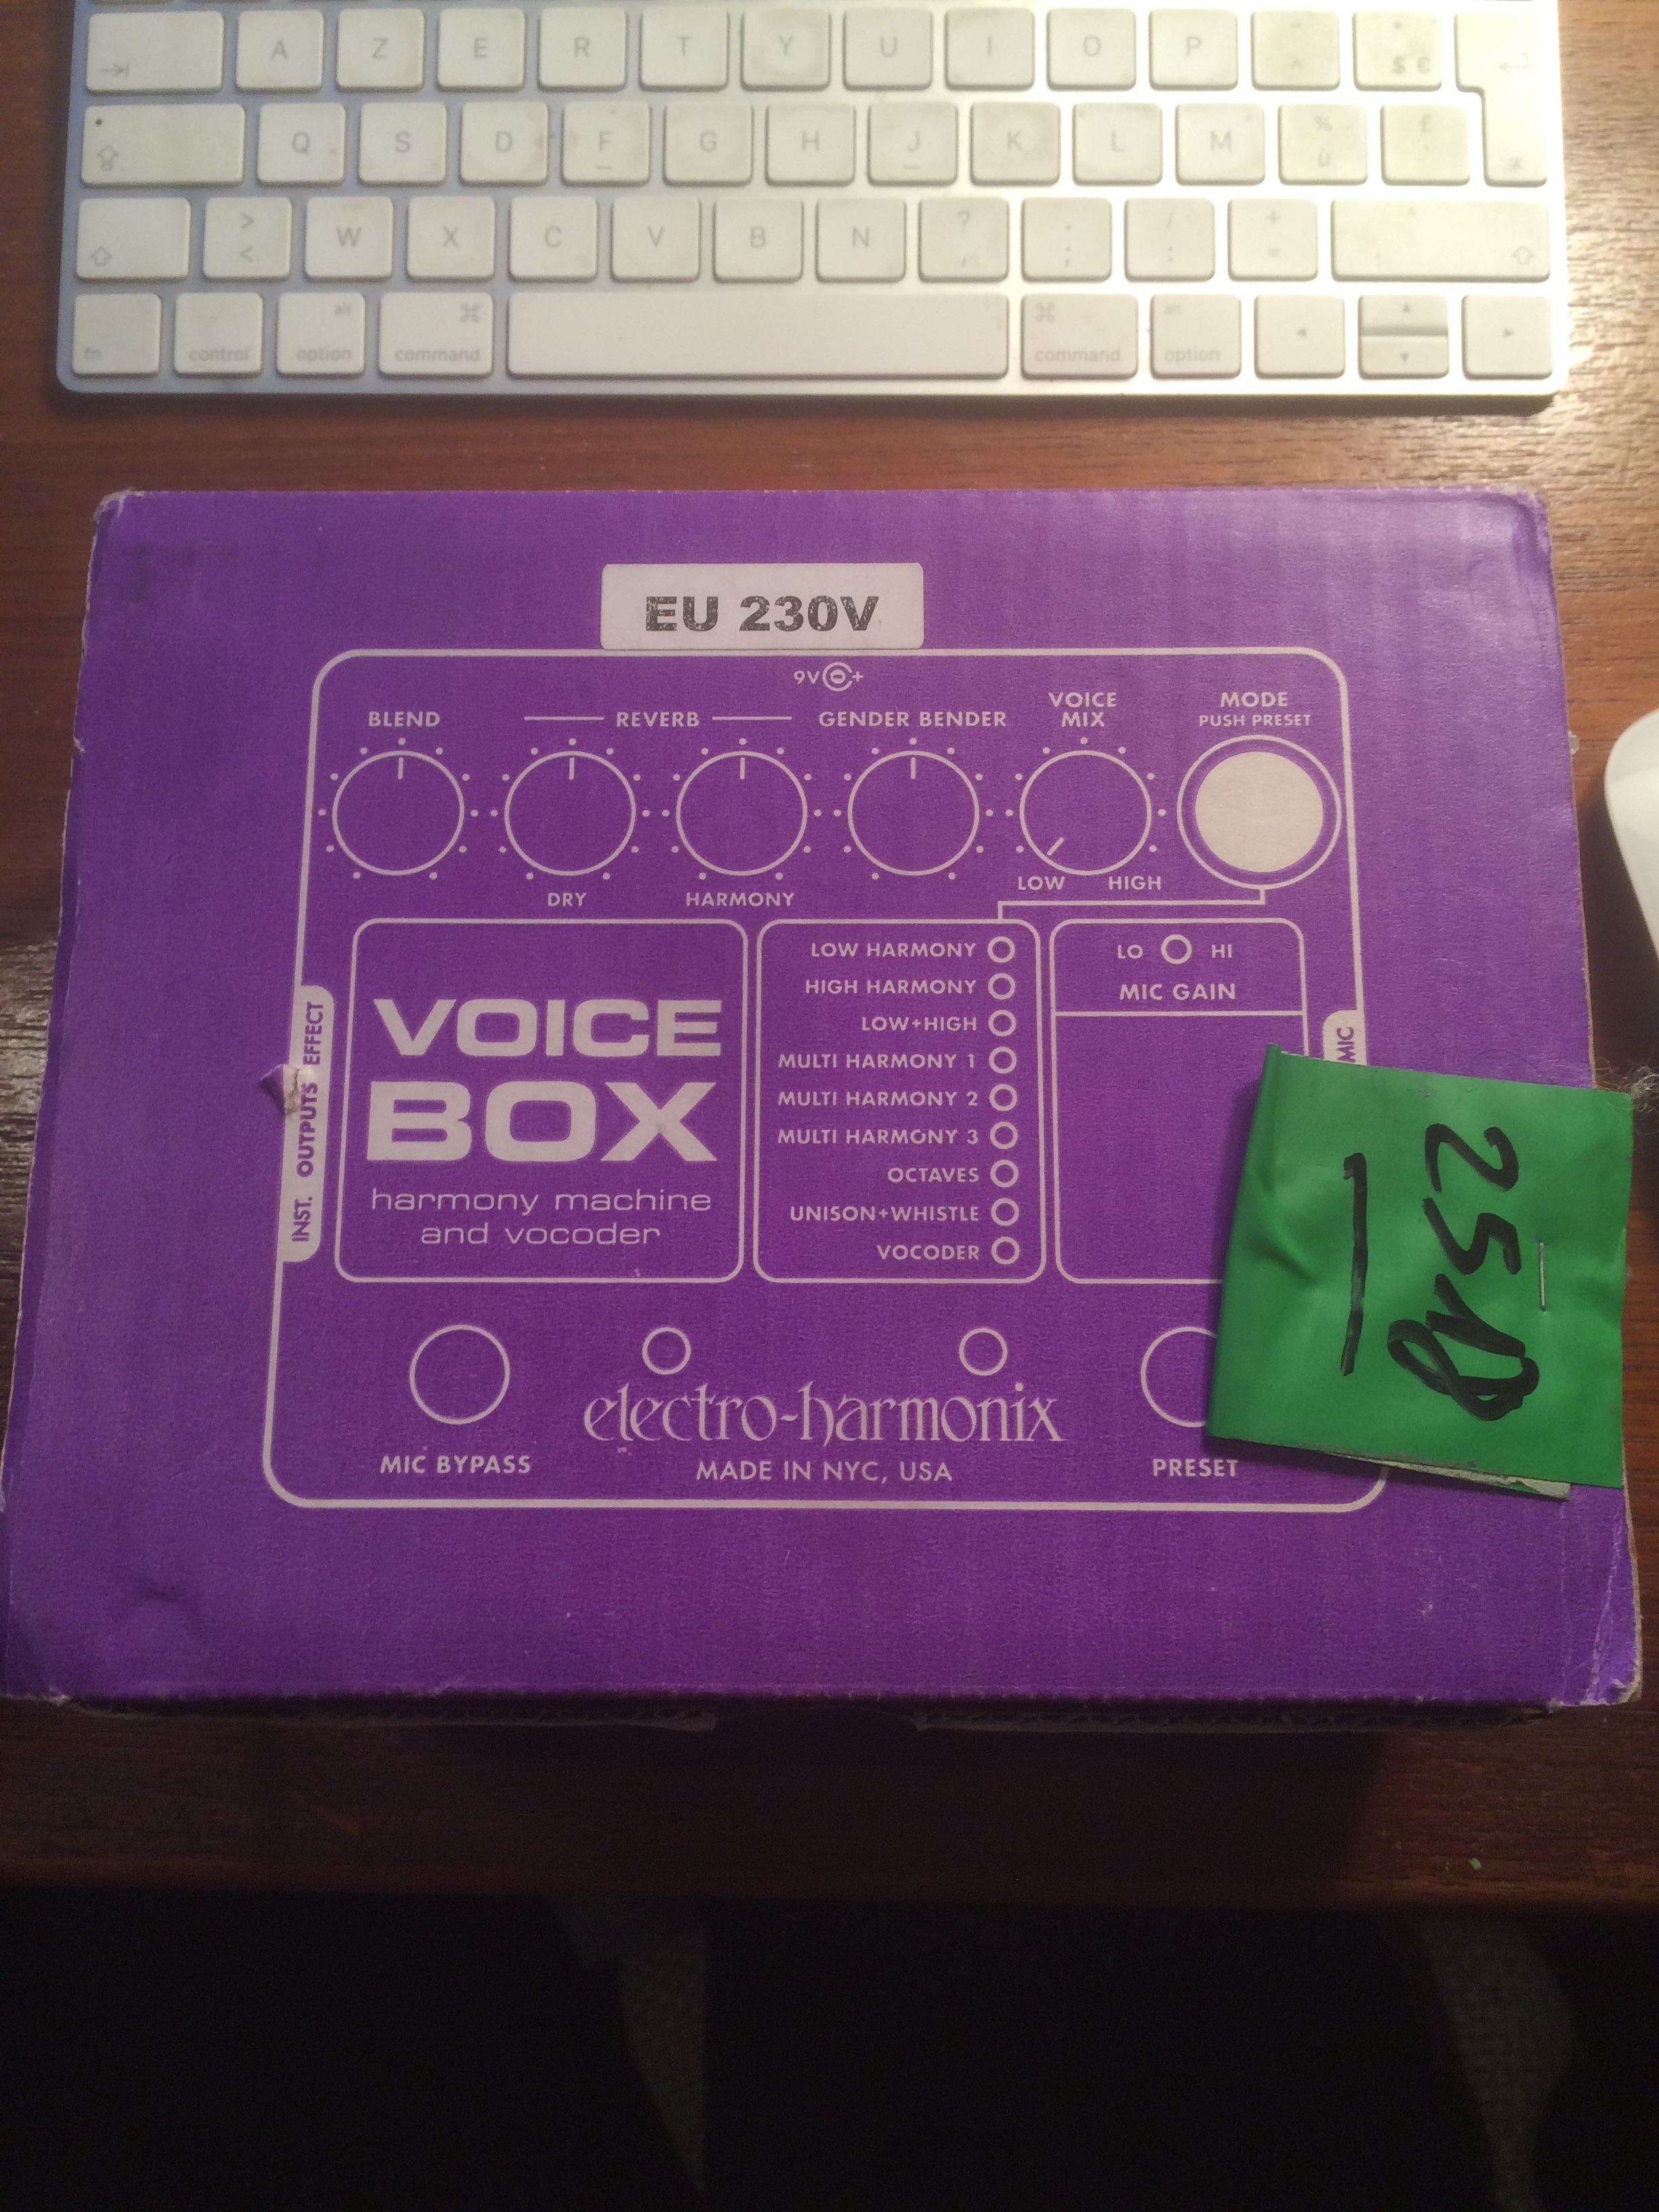 A Z E R T Y U I O P ^ $ €
Q S D F G H J K L M % ù £ `
> < W X C V B N ? , . ; / : + =
alt ⌘ ⌘ alt
fn control option command command option
EU 230V
9V +
BLEND REVERB GENDER BENDER VOICE MIX MODE
PUSH PRESET
DRY HARMONY LOW HIGH
INST. OUTPUTS EFFECT
VOICE
BOX
harmony machine
and vocoder
LOW HARMONY
HIGH HARMONY
LOW+HIGH
MULTI HARMONY 1
MULTI HARMONY 2
MULTI HARMONY 3
OCTAVES
UNISON+WHISTLE
VOCODER
LO HI
MIC GAIN
MIC
MIC BYPASS
electro-harmonix
MADE IN NYC, USA
PRESET